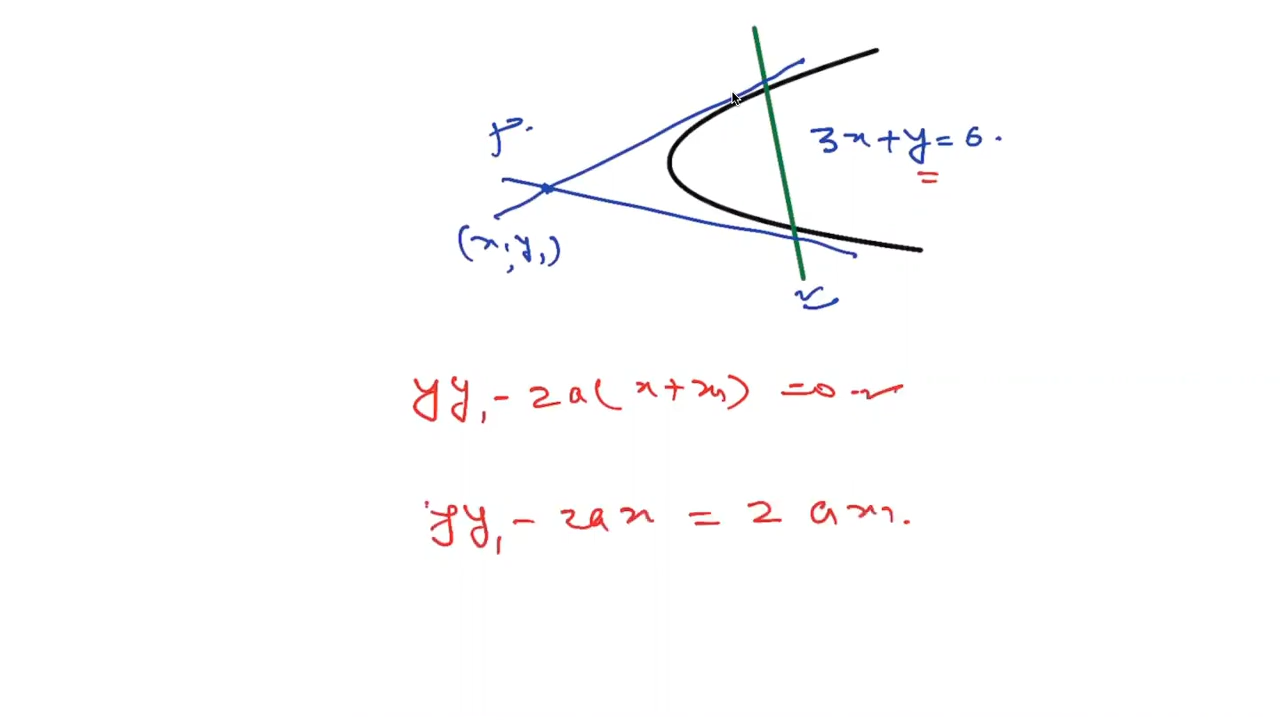 P.
3x+y=6.
(x₁,y₁)
yy₁-2a(x+x₁)=0
yy₁-2ax=2ax₁.